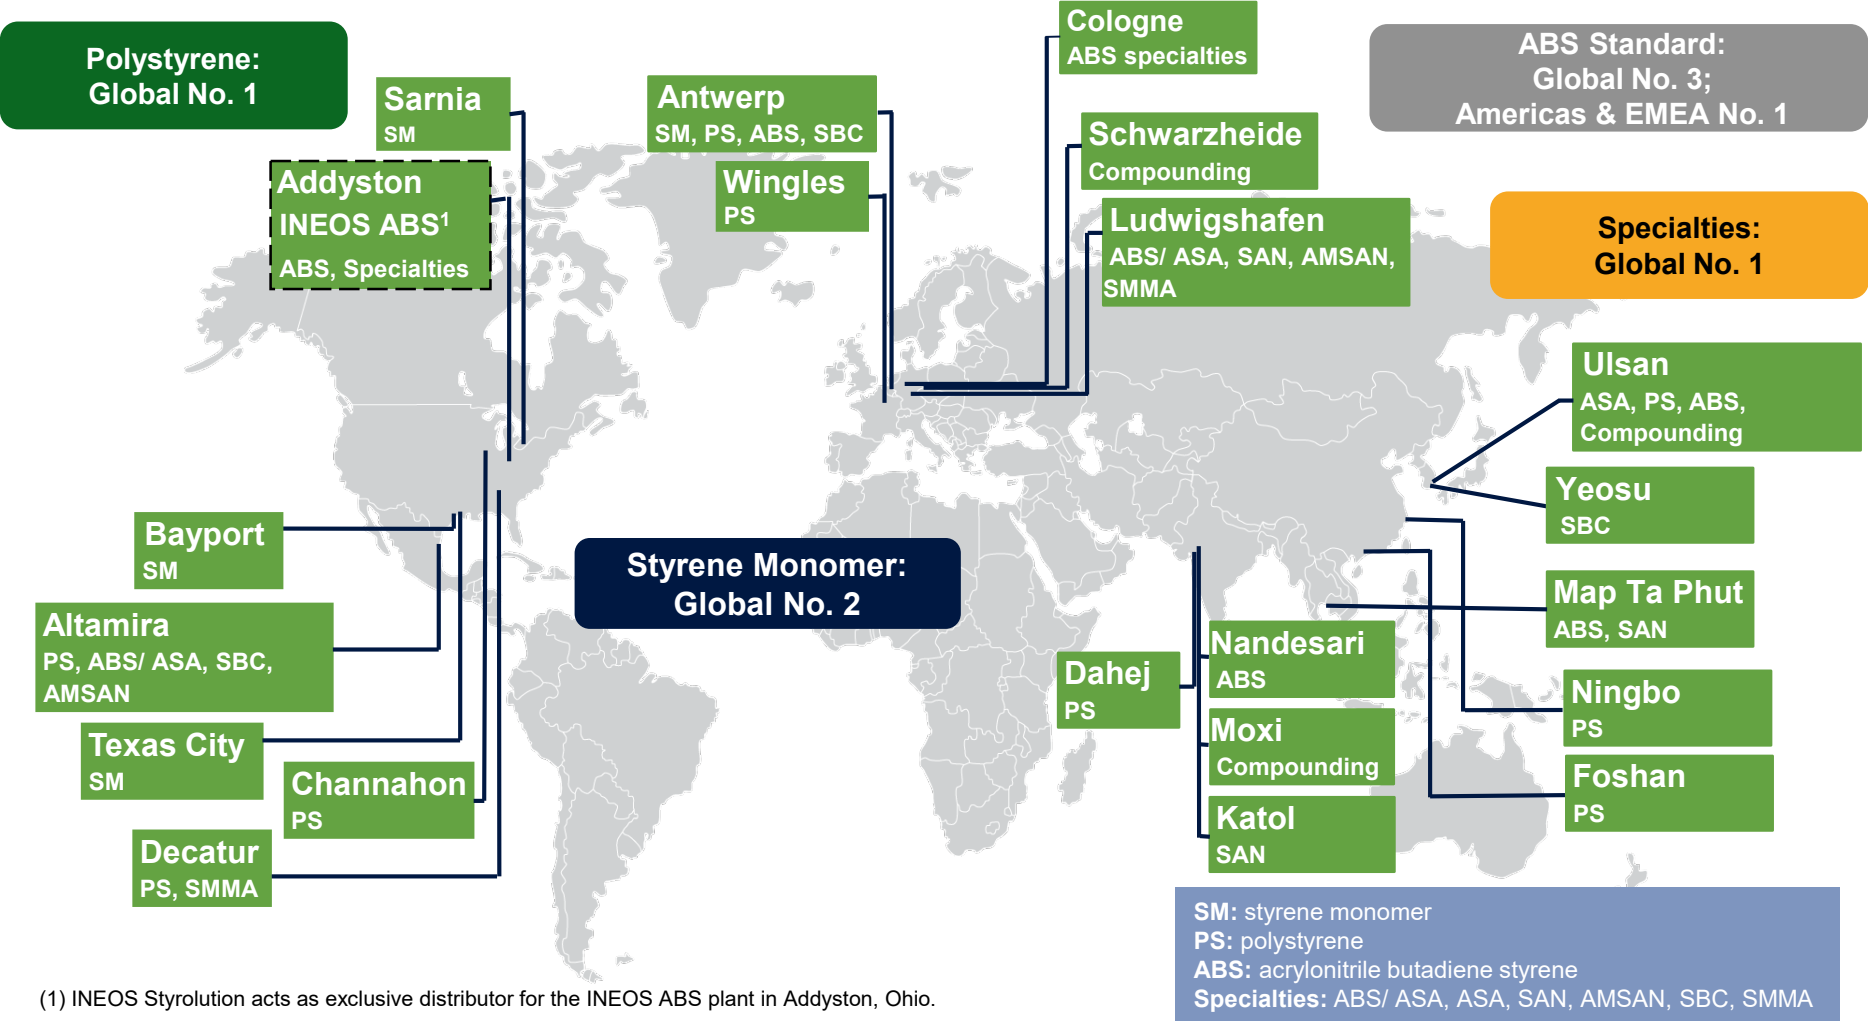 Polystyrene:
Global No. 1
Sarnia
SM
Addyston
INEOS ABS¹
ABS, Specialties
Antwerp
SM, PS, ABS, SBC
Wingles
PS
Cologne
ABS specialties
Schwarzheide
Compounding
Ludwigshafen
ABS/ ASA, SAN, AMSAN,
SMMA
ABS Standard:
Global No. 3;
Americas & EMEA No. 1
Specialties:
Global No. 1
Ulsan
ASA, PS, ABS,
Compounding
Yeosu
SBC
Map Ta Phut
ABS, SAN
Ningbo
PS
Foshan
PS
Bayport
SM
Altamira
PS, ABS/ ASA, SBC,
AMSAN
Texas City
SM
Channahon
PS
Decatur
PS, SMMA
Styrene Monomer:
Global No. 2
Dahej
PS
Nandesari
ABS
Moxi
Compounding
Katol
SAN
SM: styrene monomer
PS: polystyrene
ABS: acrylonitrile butadiene styrene
Specialties: ABS/ ASA, ASA, SAN, AMSAN, SBC, SMMA
(1) INEOS Styrolution acts as exclusive distributor for the INEOS ABS plant in Addyston, Ohio.